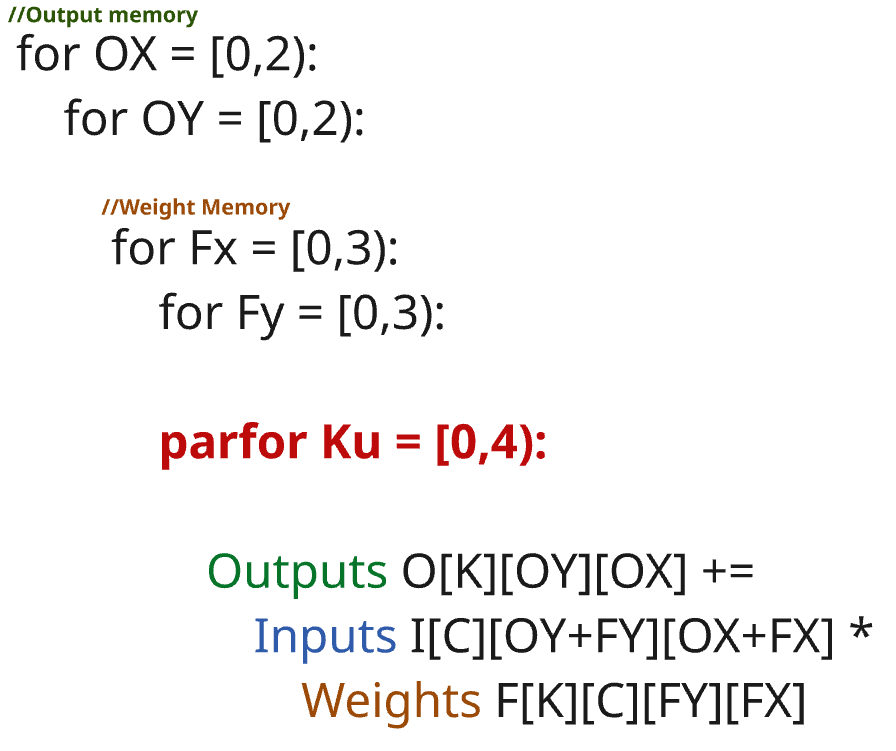 //Output memory
for OX = [0,2):
for OY = [0,2):
//Weight Memory
for Fx = [0,3):
for Fy = [0,3):
parfor Ku = [0,4):
Outputs O[K][OY][OX] +=
Inputs I[C][OY+FY][OX+FX] *
Weights F[K][C][FY][FX]